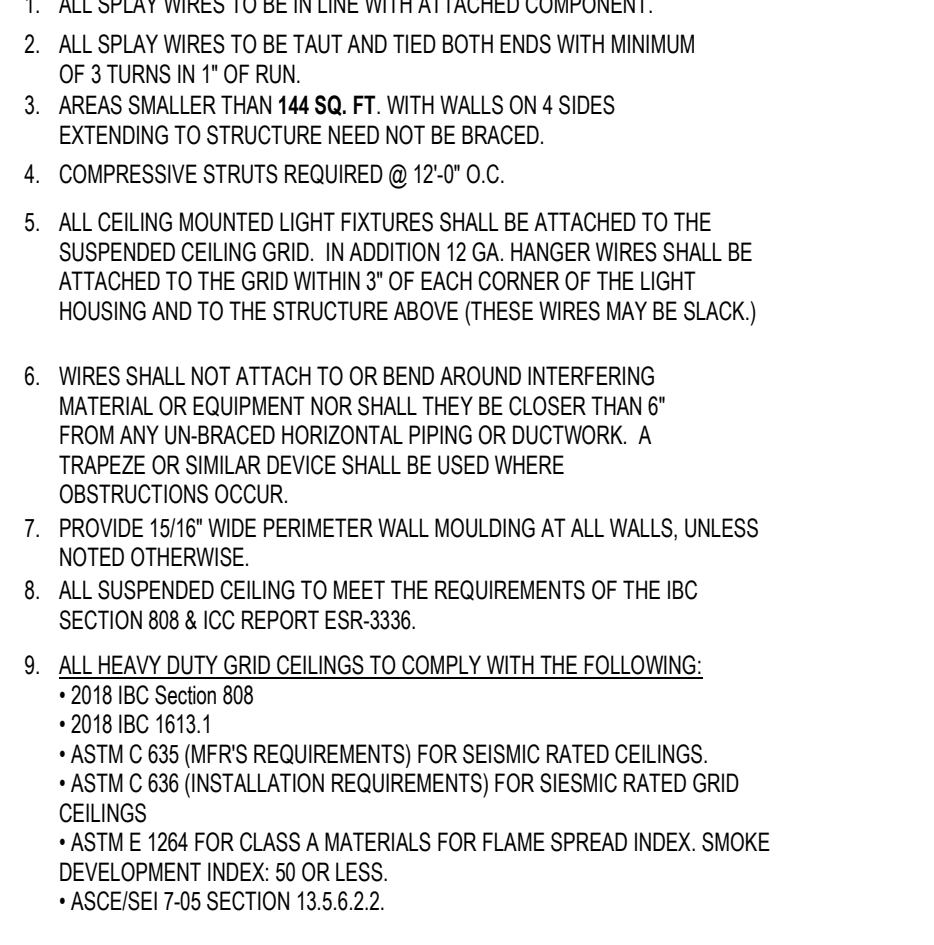 1. ALL SPLAY WIRES TO BE IN LINE WITH ATTACHED COMPONENT.
2. ALL SPLAY WIRES TO BE TAUT AND TIED BOTH ENDS WITH MINIMUM
OF 3 TURNS IN 1" OF RUN.
3. AREAS SMALLER THAN 144 SQ. FT. WITH WALLS ON 4 SIDES
EXTENDING TO STRUCTURE NEED NOT BE BRACED.
4. COMPRESSIVE STRUTS REQUIRED @ 12'-0" O.C.
5. ALL CEILING MOUNTED LIGHT FIXTURES SHALL BE ATTACHED TO THE
SUSPENDED CEILING GRID. IN ADDITION 12 GA. HANGER WIRES SHALL BE
ATTACHED TO THE GRID WITHIN 3" OF EACH CORNER OF THE LIGHT
HOUSING AND TO THE STRUCTURE ABOVE (THESE WIRES MAY BE SLACK.)
6. WIRES SHALL NOT ATTACH TO OR BEND AROUND INTERFERING
MATERIAL OR EQUIPMENT NOR SHALL THEY BE CLOSER THAN 6"
FROM ANY UN-BRACED HORIZONTAL PIPING OR DUCTWORK. A
TRAPEZE OR SIMILAR DEVICE SHALL BE USED WHERE
OBSTRUCTIONS OCCUR.
7. PROVIDE 15/16" WIDE PERIMETER WALL MOULDING AT ALL WALLS, UNLESS
NOTED OTHERWISE.
8. ALL SUSPENDED CEILING TO MEET THE REQUIREMENTS OF THE IBC
SECTION 808 & ICC REPORT ESR-3336.
9. ALL HEAVY DUTY GRID CEILINGS TO COMPLY WITH THE FOLLOWING:
• 2018 IBC Section 808
• 2018 IBC 1613.1
• ASTM C 635 (MFR'S REQUIREMENTS) FOR SEISMIC RATED CEILINGS.
• ASTM C 636 (INSTALLATION REQUIREMENTS) FOR SIESMIC RATED GRID
CEILINGS
• ASTM E 1264 FOR CLASS A MATERIALS FOR FLAME SPREAD INDEX. SMOKE
DEVELOPMENT INDEX: 50 OR LESS.
• ASCE/SEI 7-05 SECTION 13.5.6.2.2.